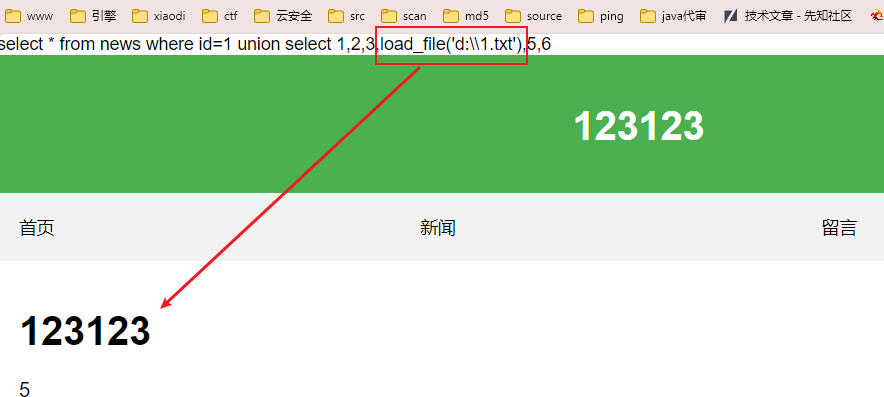 www 引擎 xiaodi ctf 云安全 src scan md5 source ping java代审 技术文章 - 先知社区
select * from news where id=1 union select 1,2,3,load_file('d:\\1.txt'),5,6
123123
首页 新闻 留言
123123
5